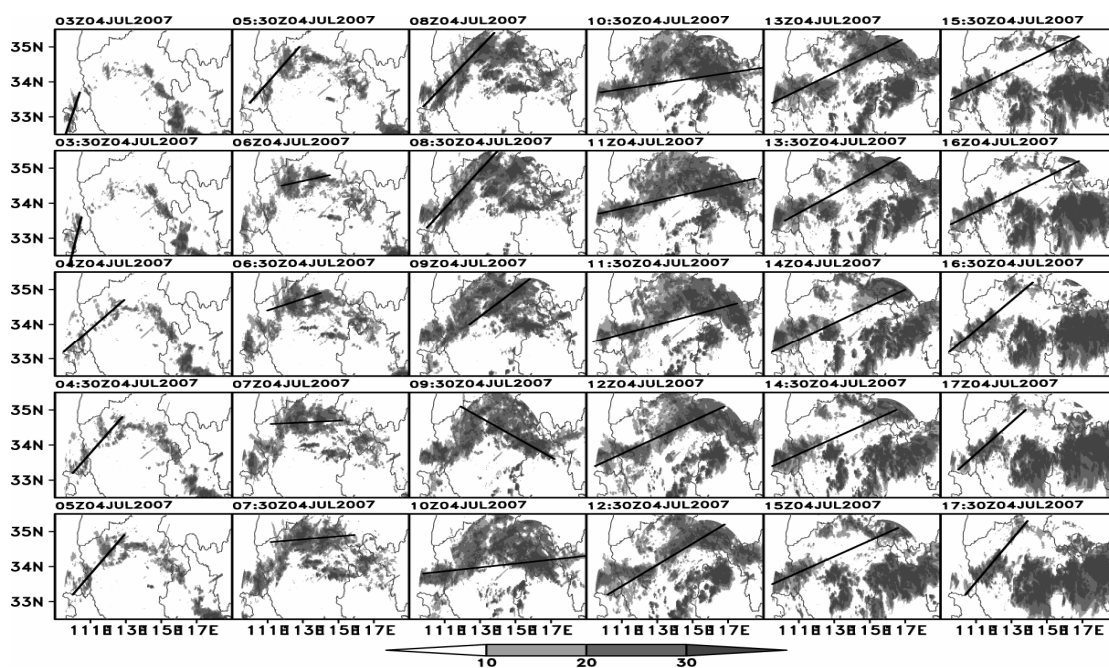 03Z04JUL2007 05:30Z04JUL2007 08Z04JUL2007 10:30Z04JUL2007 13Z04JUL2007 15:30Z04JUL2007
35N
34N
33N
03:30Z04JUL2007 06Z04JUL2007 08:30Z04JUL2007 11Z04JUL2007 13:30Z04JUL2007 16Z04JUL2007
35N
34N
33N
04Z04JUL2007 06:30Z04JUL2007 09Z04JUL2007 11:30Z04JUL2007 14Z04JUL2007 16:30Z04JUL2007
35N
34N
33N
04:30Z04JUL2007 07Z04JUL2007 09:30Z04JUL2007 12Z04JUL2007 14:30Z04JUL2007 17Z04JUL2007
35N
34N
33N
05Z04JUL2007 07:30Z04JUL2007 10Z04JUL2007 12:30Z04JUL2007 15Z04JUL2007 17:30Z04JUL2007
35N
34N
33N
10 20 30